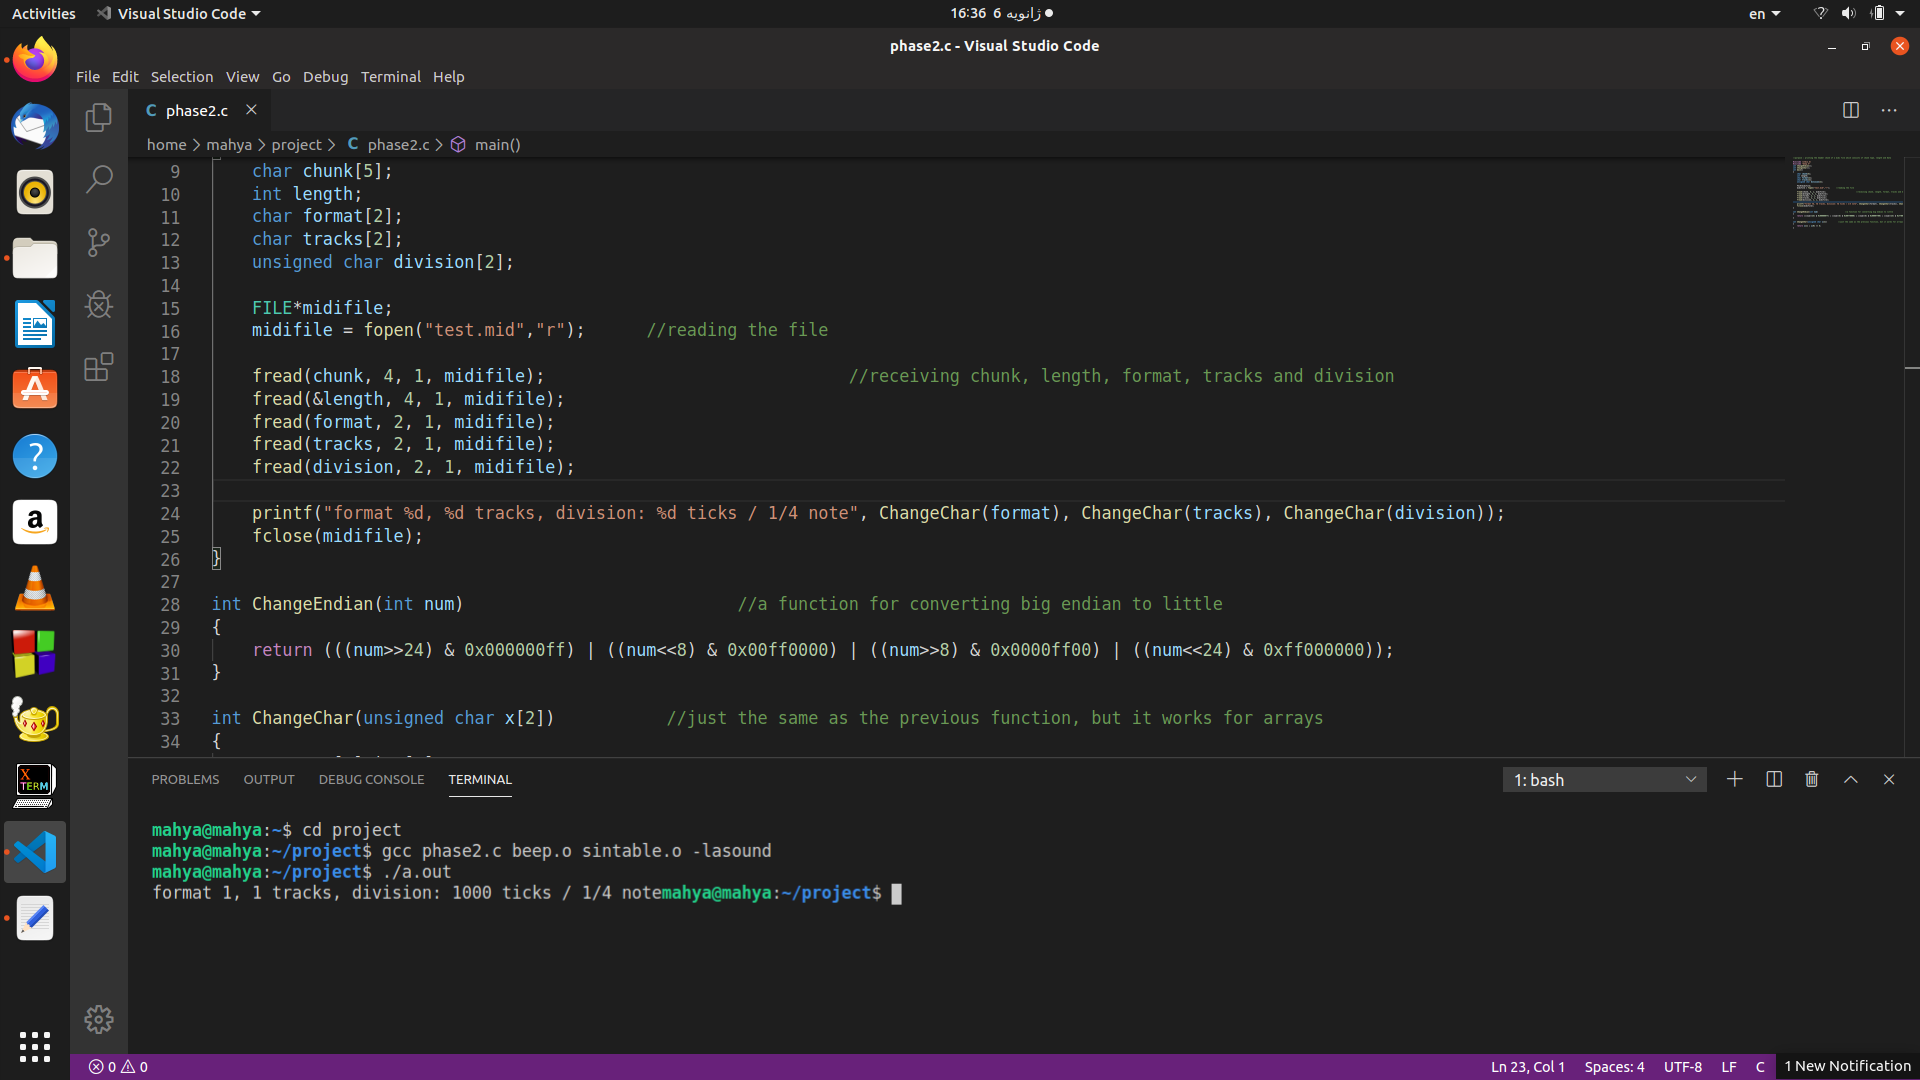 Activities Visual Studio Code 16:36 6 ژانویه en
phase2.c - Visual Studio Code
File Edit Selection View Go Debug Terminal Help
C phase2.c
home mahya project C phase2.c main()
9 char chunk[5];
10 int length;
11 char format[2];
12 char tracks[2];
13 unsigned char division[2];
14
15 FILE*midifile;
16 midifile = fopen("test.mid","r"); //reading the file
17
18 fread(chunk, 4, 1, midifile); //receiving chunk, length, format, tracks and division
19 fread(&length, 4, 1, midifile);
20 fread(format, 2, 1, midifile);
21 fread(tracks, 2, 1, midifile);
22 fread(division, 2, 1, midifile);
23
24 printf("format %d, %d tracks, division: %d ticks / 1/4 note", ChangeChar(format), ChangeChar(tracks), ChangeChar(division));
25 fclose(midifile);
26 }
27
28 int ChangeEndian(int num) //a function for converting big endian to little
29 {
30 return (((num>>24) & 0x000000ff) | ((num<<8) & 0x00ff0000) | ((num>>8) & 0x0000ff00) | ((num<<24) & 0xff000000));
31 }
32
33 int ChangeChar(unsigned char x[2]) //just the same as the previous function, but it works for arrays
34 {
PROBLEMS OUTPUT DEBUG CONSOLE TERMINAL 1: bash
mahya@mahya:~$ cd project
mahya@mahya:~/project$ gcc phase2.c beep.o sintable.o -lasound
mahya@mahya:~/project$ ./a.out
format 1, 1 tracks, division: 1000 ticks / 1/4 notemahya@mahya:~/project$
X TERM
0 0 Ln 23, Col 1 Spaces: 4 UTF-8 LF C 1 New Notification